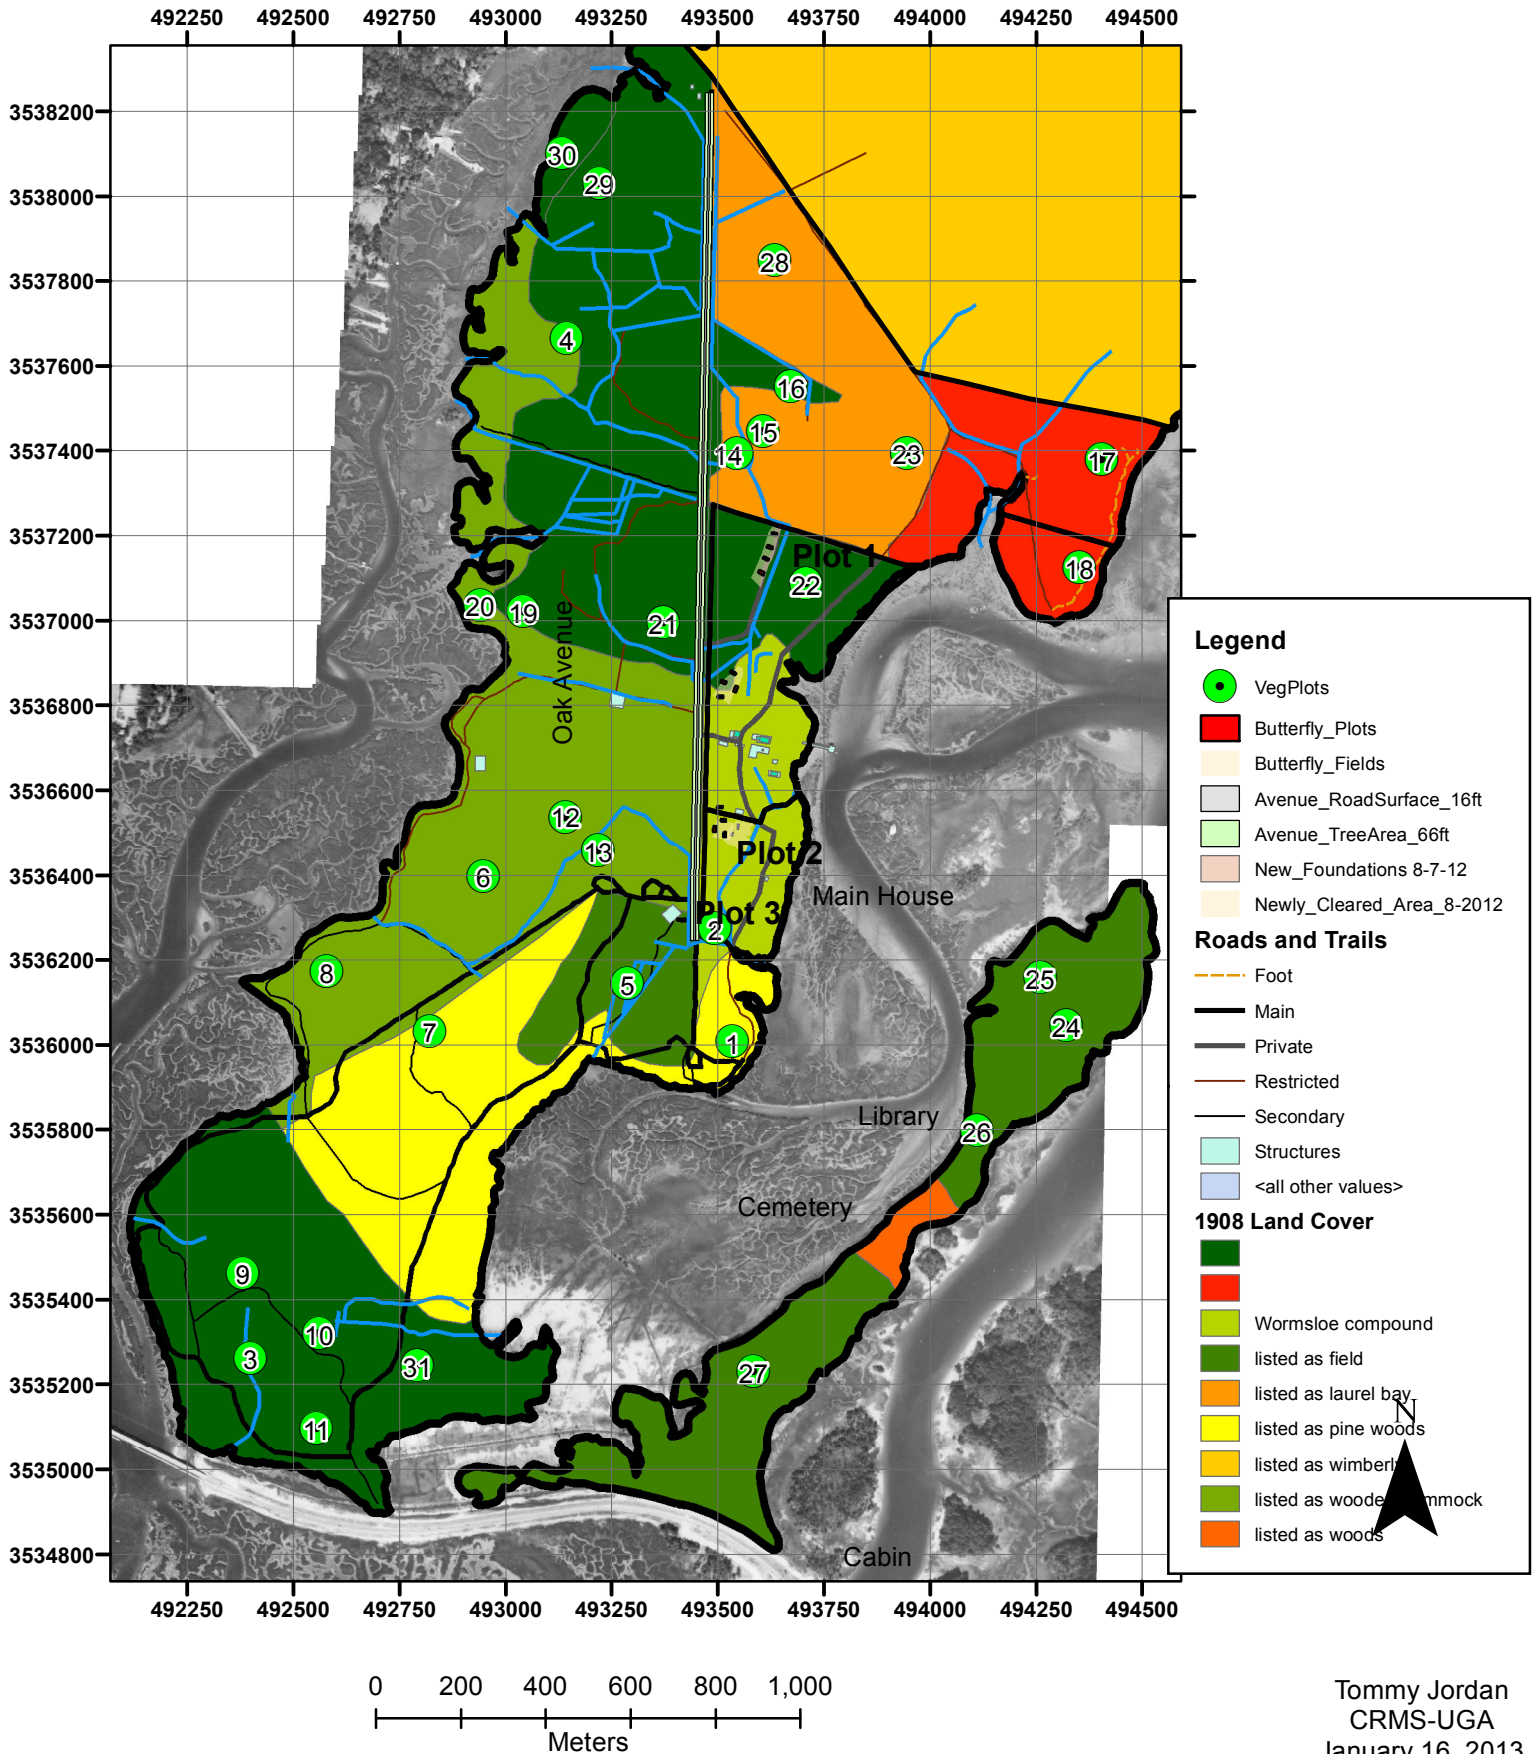 492250 492500 492750 493000 493250 493500 493750 494000 494250 494500
3538200
3538000
3537800
3537600
3537400
3537200
3537000
3536800
3536600
3536400
3536200
3536000
3535800
3535600
3535400
3535200
3535000
3534800
30
29
28
4
16
15
14
23
17
Plot 1
18
22
20
19
21
Oak Avenue
12
13
Plot 2
6
Main House
Plot 3
2
8
25
5
24
7
1
Library
26
Cemetery
9
10
3
31
27
11
Cabin
492250 492500 492750 493000 493250 493500 493750 494000 494250 494500
Legend
VegPlots
Butterfly_Plots
Butterfly_Fields
Avenue_RoadSurface_16ft
Avenue_TreeArea_66ft
New_Foundations 8-7-12
Newly_Cleared_Area_8-2012
Roads and Trails
Foot
Main
Private
Restricted
Secondary
Structures
<all other values>
1908 Land Cover
Wormsloe compound
listed as field
listed as laurel bay
N
listed as pine woods
listed as wimberly
listed as wooded hammock
listed as woods
0 200 400 600 800 1,000
Meters
Tommy Jordan
CRMS-UGA
January 16, 2013